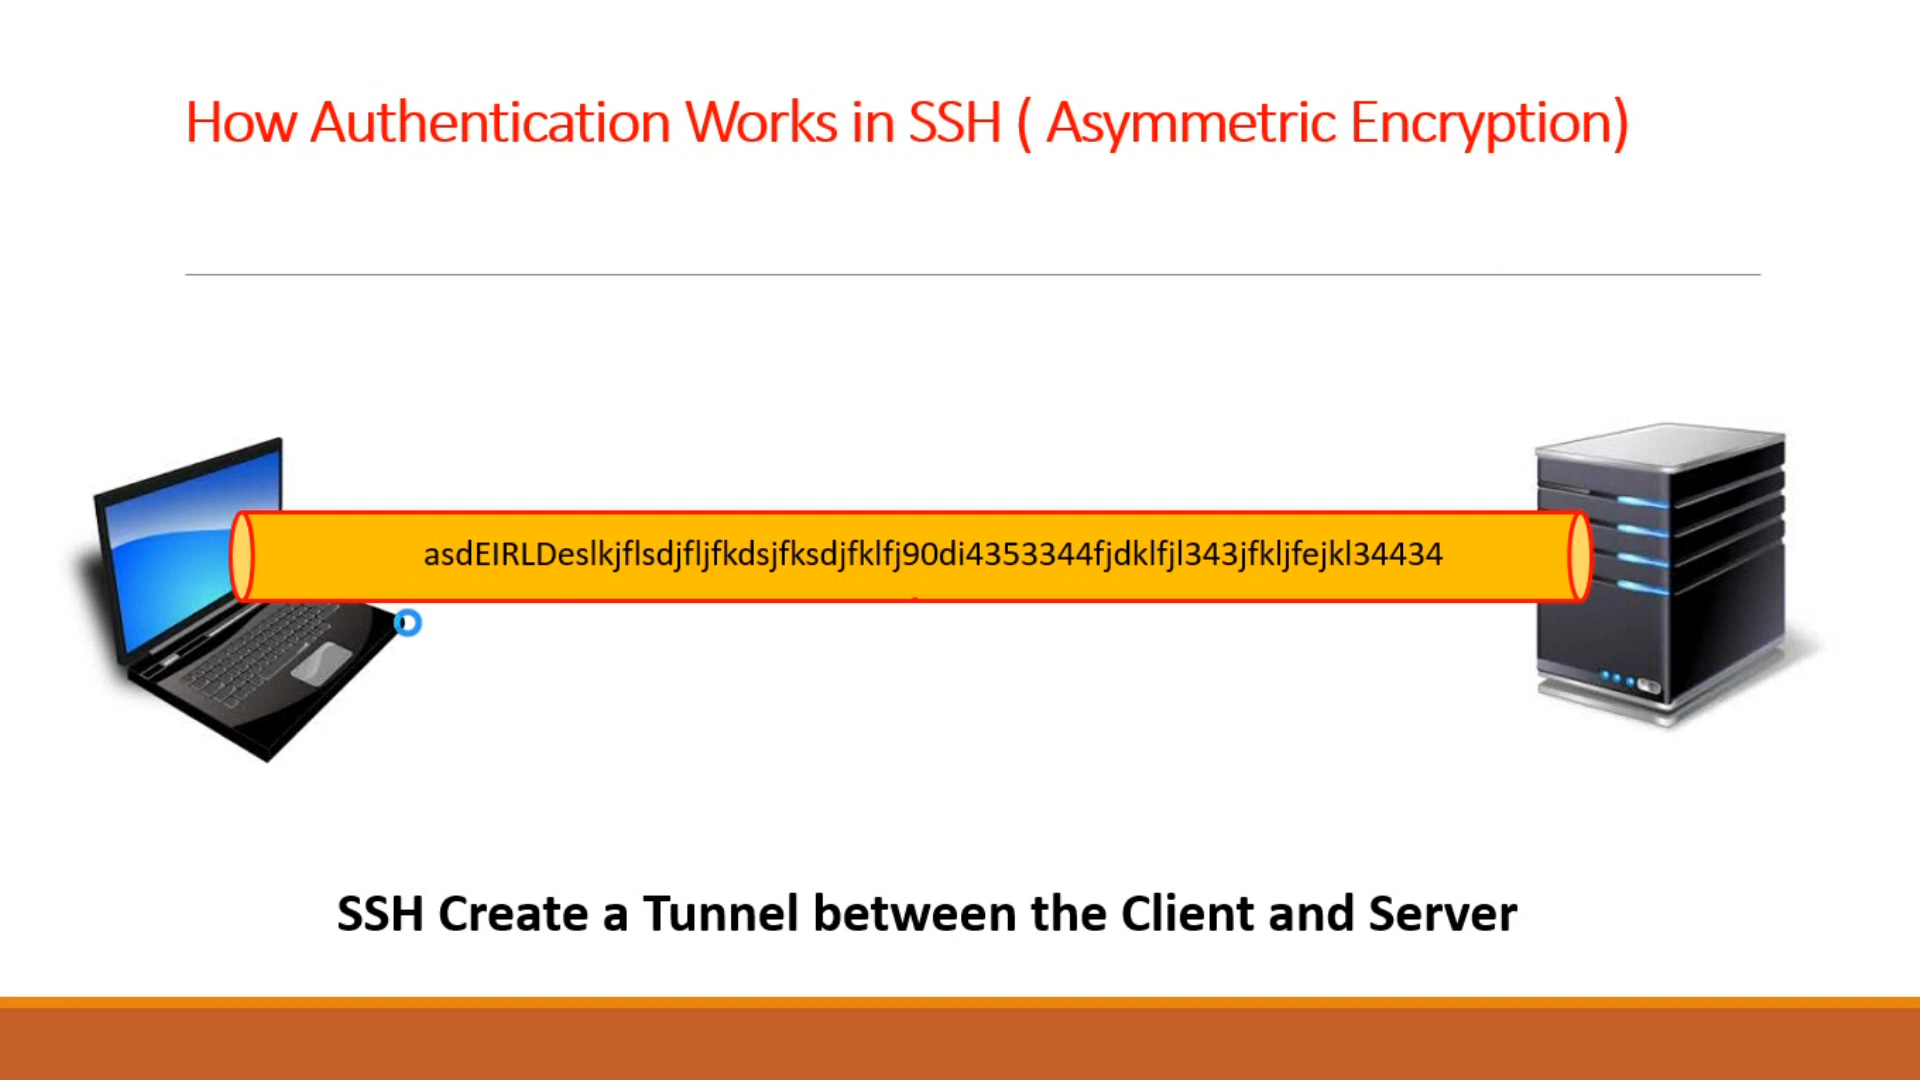 How Authentication Works in SSH ( Asymmetric Encryption)
asdEIRLDeslkjflsdjfljfkdsjfksdjfklfj90di4353344fjdklfjl343jfkljfejkl34434
SSH Create a Tunnel between the Client and Server